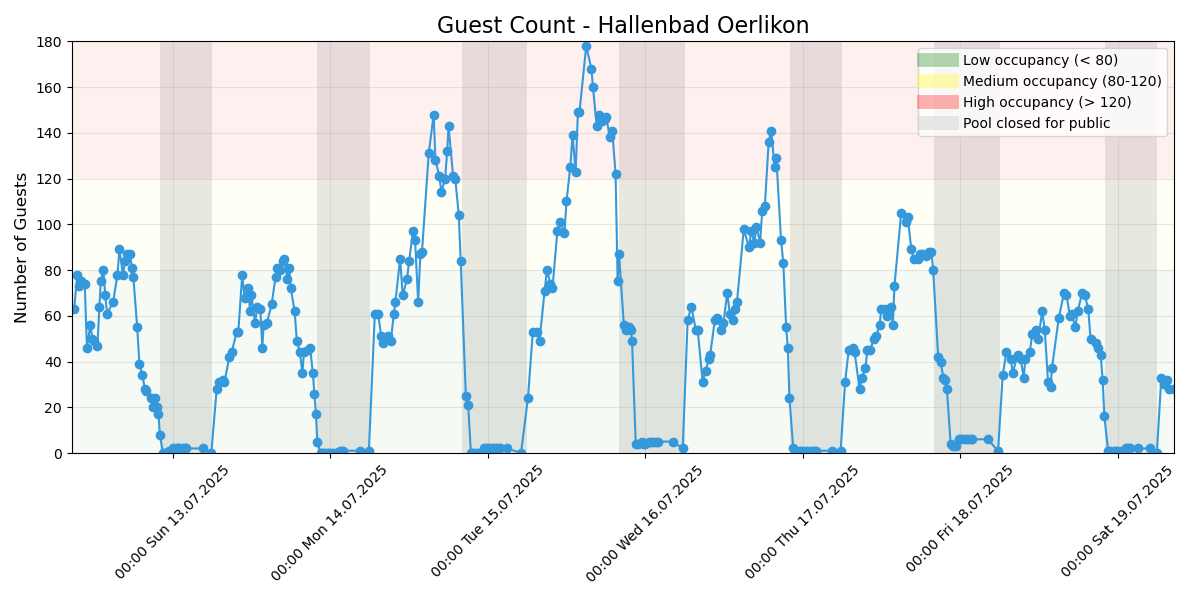 Guest Count - Hallenbad Oerlikon
Number of Guests
180
160
140
120
100
80
60
40
20
0
Low occupancy (< 80)
Medium occupancy (80-120)
High occupancy (> 120)
Pool closed for public
00:00 Sun 13.07.2025
00:00 Mon 14.07.2025
00:00 Tue 15.07.2025
00:00 Wed 16.07.2025
00:00 Thu 17.07.2025
00:00 Fri 18.07.2025
00:00 Sat 19.07.2025